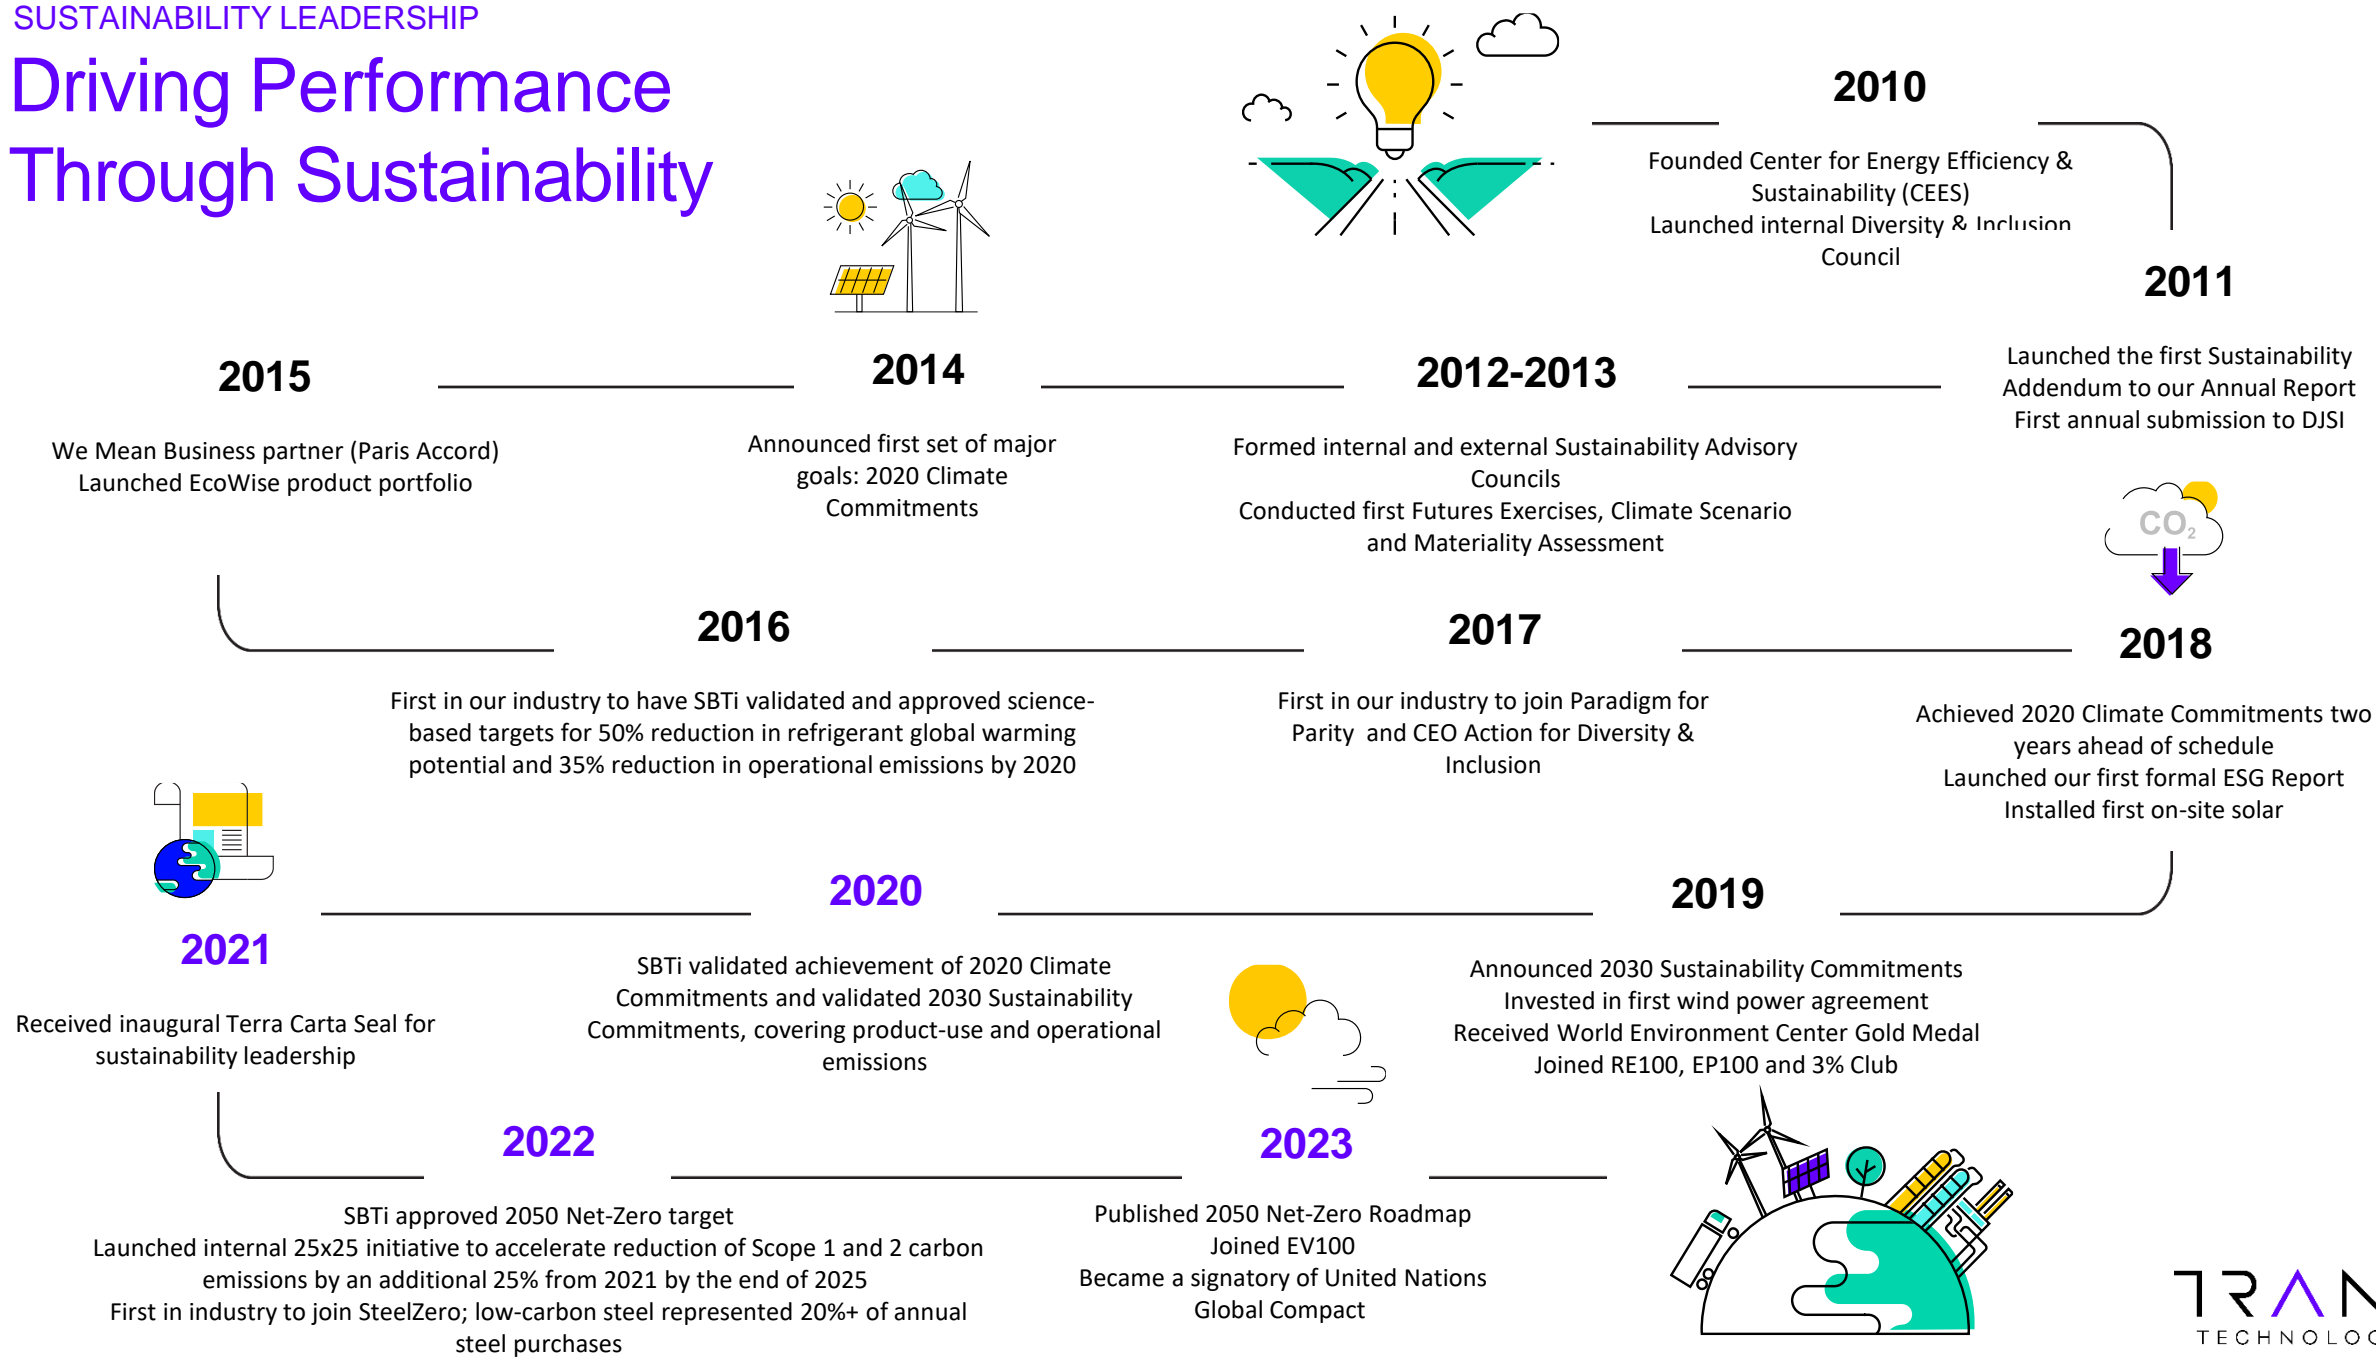 SUSTAINABILITY LEADERSHIP
Driving Performance
Through Sustainability
2010
Founded Center for Energy Efficiency &
Sustainability (CEES)
Launched internal Diversity & Inclusion
Council
2011
Launched the first Sustainability
Addendum to our Annual Report
First annual submission to DJSI
2012-2013
Formed internal and external Sustainability Advisory
Councils
Conducted first Futures Exercises, Climate Scenario
and Materiality Assessment
2014
Announced first set of major
goals: 2020 Climate
Commitments
2015
We Mean Business partner (Paris Accord)
Launched EcoWise product portfolio
2016
First in our industry to have SBTi validated and approved science-
based targets for 50% reduction in refrigerant global warming
potential and 35% reduction in operational emissions by 2020
2017
First in our industry to join Paradigm for
Parity and CEO Action for Diversity &
Inclusion
CO₂
2018
Achieved 2020 Climate Commitments two
years ahead of schedule
Launched our first formal ESG Report
Installed first on-site solar
2019
Announced 2030 Sustainability Commitments
Invested in first wind power agreement
Received World Environment Center Gold Medal
Joined RE100, EP100 and 3% Club
2020
SBTi validated achievement of 2020 Climate
Commitments and validated 2030 Sustainability
Commitments, covering product-use and operational
emissions
2021
Received inaugural Terra Carta Seal for
sustainability leadership
2022
SBTi approved 2050 Net-Zero target
Launched internal 25x25 initiative to accelerate reduction of Scope 1 and 2 carbon
emissions by an additional 25% from 2021 by the end of 2025
First in industry to join SteelZero; low-carbon steel represented 20%+ of annual
steel purchases
2023
Published 2050 Net-Zero Roadmap
Joined EV100
Became a signatory of United Nations
Global Compact